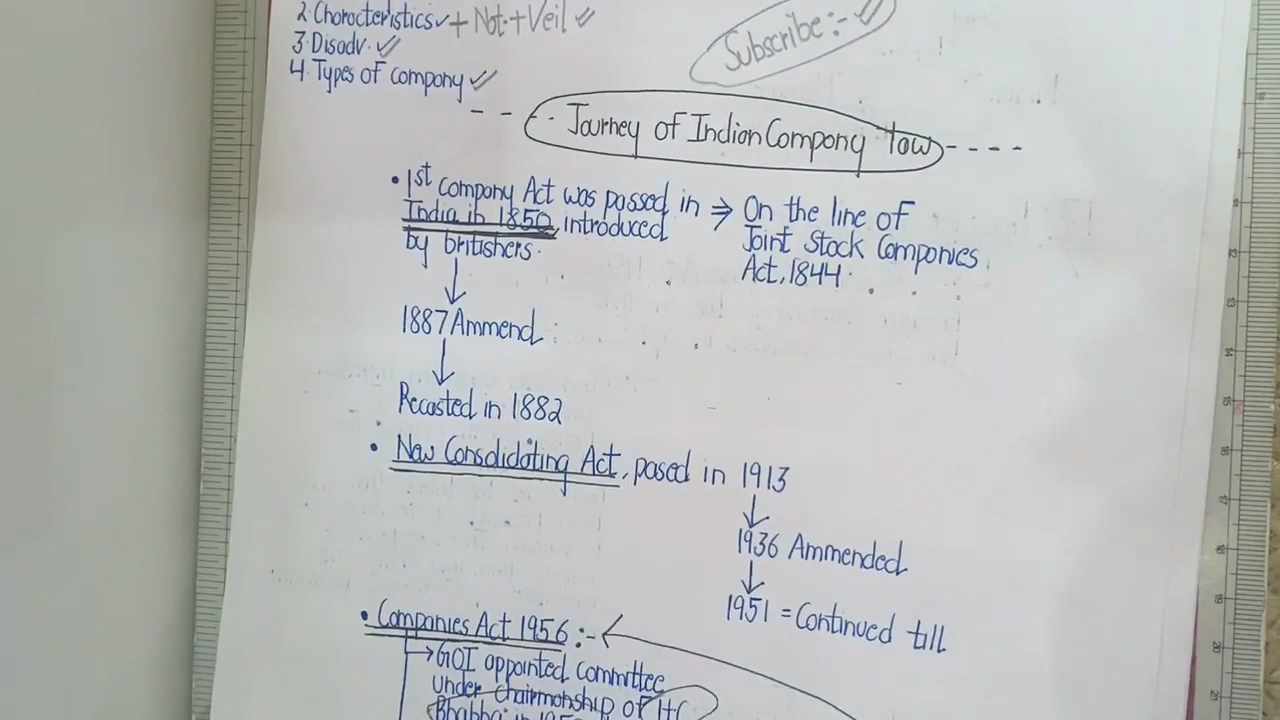 2. Characteristics + Not. + Veil
3. Disadv.
4. Types of company
Subscribe:-
Journey of Indian Company law
• 1st company Act was passed in
India in 1850, introduced
by britishers.
⇒ On the line of
Joint Stock Companies
Act, 1844.
1887 Ammend
Recasted in 1882
• New Consolidating Act, passed in 1913
1936 Ammended
1951 = Continued till
• Companies Act 1956 :-
GOI appointed committee
under chairmanship of HC
Bhabha in